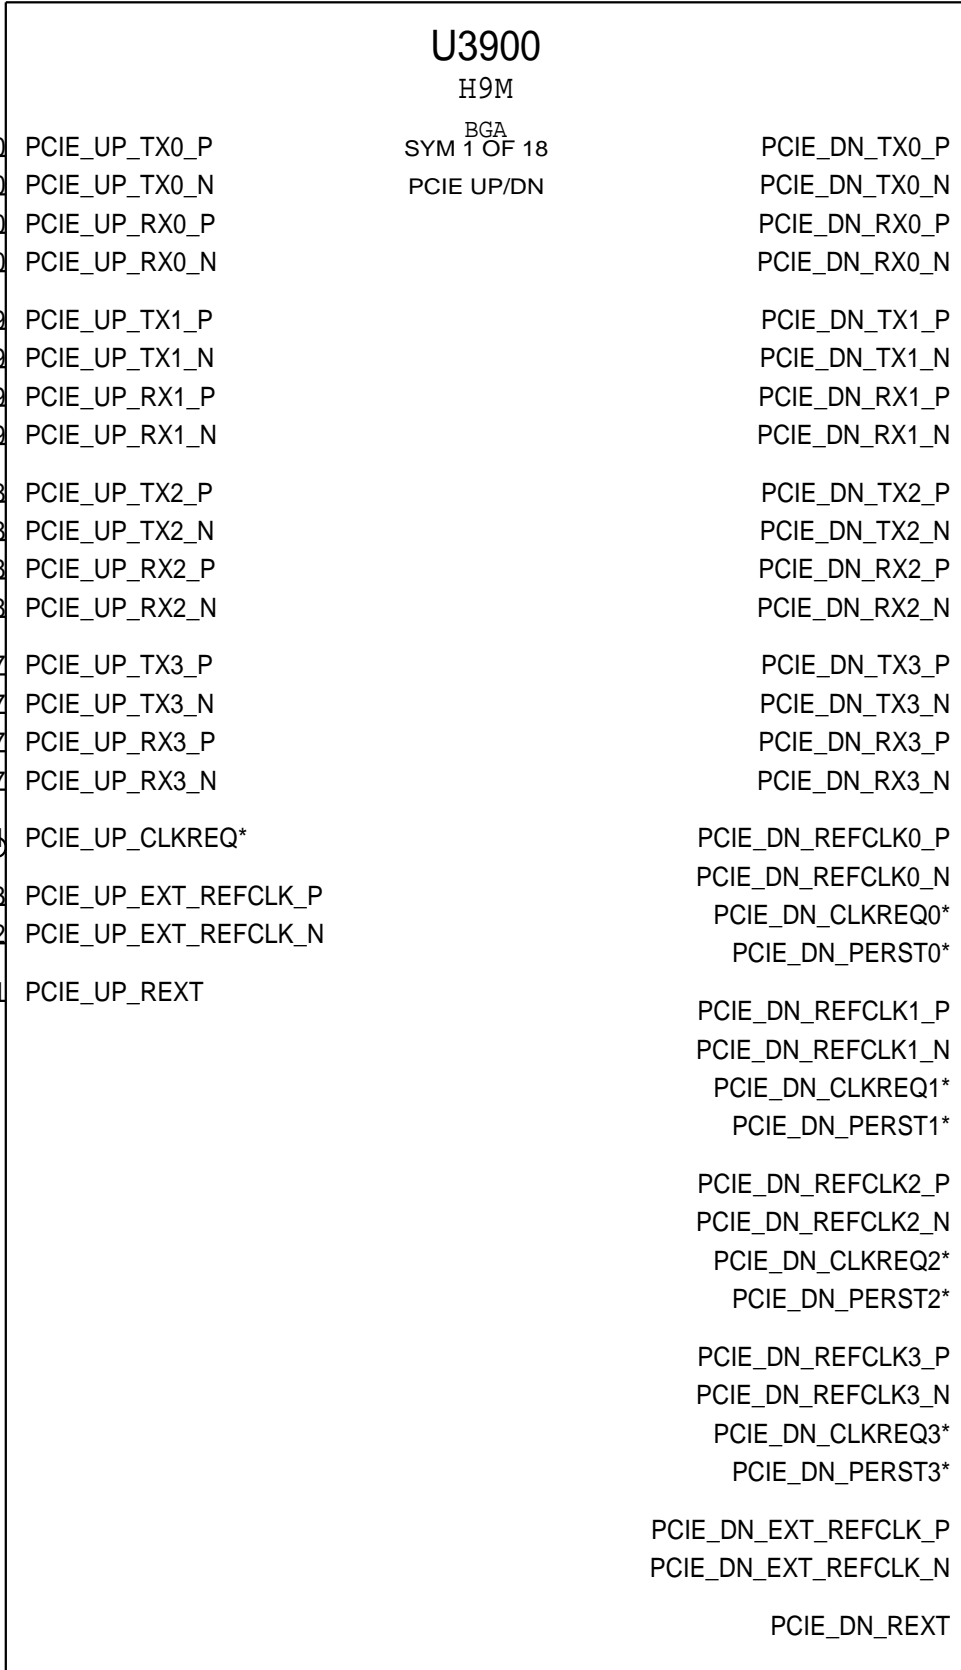 U3900
H9M
BGA
SYM 1 OF 18
PCIE UP/DN
PCIE_UP_TX0_P
PCIE_UP_TX0_N
PCIE_UP_RX0_P
PCIE_UP_RX0_N
PCIE_UP_TX1_P
PCIE_UP_TX1_N
PCIE_UP_RX1_P
PCIE_UP_RX1_N
PCIE_UP_TX2_P
PCIE_UP_TX2_N
PCIE_UP_RX2_P
PCIE_UP_RX2_N
PCIE_UP_TX3_P
PCIE_UP_TX3_N
PCIE_UP_RX3_P
PCIE_UP_RX3_N
PCIE_UP_CLKREQ*
PCIE_UP_EXT_REFCLK_P
PCIE_UP_EXT_REFCLK_N
PCIE_UP_REXT
PCIE_DN_TX0_P
PCIE_DN_TX0_N
PCIE_DN_RX0_P
PCIE_DN_RX0_N
PCIE_DN_TX1_P
PCIE_DN_TX1_N
PCIE_DN_RX1_P
PCIE_DN_RX1_N
PCIE_DN_TX2_P
PCIE_DN_TX2_N
PCIE_DN_RX2_P
PCIE_DN_RX2_N
PCIE_DN_TX3_P
PCIE_DN_TX3_N
PCIE_DN_RX3_P
PCIE_DN_RX3_N
PCIE_DN_REFCLK0_P
PCIE_DN_REFCLK0_N
PCIE_DN_CLKREQ0*
PCIE_DN_PERST0*
PCIE_DN_REFCLK1_P
PCIE_DN_REFCLK1_N
PCIE_DN_CLKREQ1*
PCIE_DN_PERST1*
PCIE_DN_REFCLK2_P
PCIE_DN_REFCLK2_N
PCIE_DN_CLKREQ2*
PCIE_DN_PERST2*
PCIE_DN_REFCLK3_P
PCIE_DN_REFCLK3_N
PCIE_DN_CLKREQ3*
PCIE_DN_PERST3*
PCIE_DN_EXT_REFCLK_P
PCIE_DN_EXT_REFCLK_N
PCIE_DN_REXT